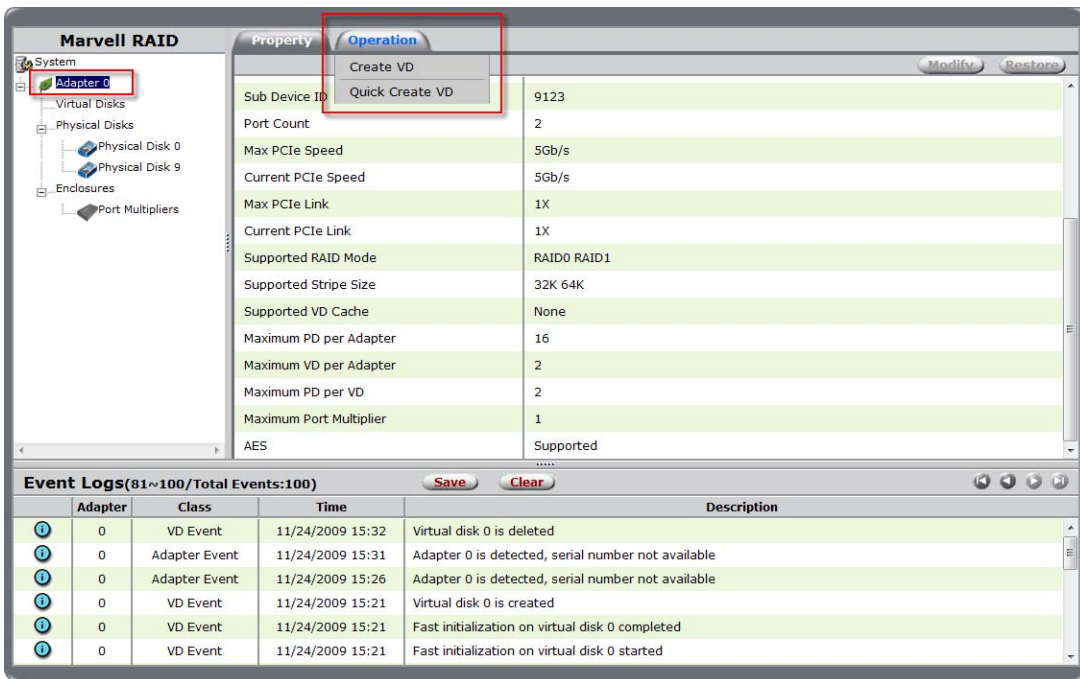 Marvell RAID
Property
Operation
Create VD
Quick Create VD
Modify
Restore
System
Adapter 0
Virtual Disks
Physical Disks
Physical Disk 0
Physical Disk 9
Enclosures
Port Multipliers
Sub Device ID 9123
Port Count 2
Max PCIe Speed 5Gb/s
Current PCIe Speed 5Gb/s
Max PCIe Link 1X
Current PCIe Link 1X
Supported RAID Mode RAID0 RAID1
Supported Stripe Size 32K 64K
Supported VD Cache None
Maximum PD per Adapter 16
Maximum VD per Adapter 2
Maximum PD per VD 2
Maximum Port Multiplier 1
AES Supported
Event Logs(81~100/Total Events:100) Save Clear
Adapter Class Time Description
0 VD Event 11/24/2009 15:32 Virtual disk 0 is deleted
0 Adapter Event 11/24/2009 15:31 Adapter 0 is detected, serial number not available
0 Adapter Event 11/24/2009 15:26 Adapter 0 is detected, serial number not available
0 VD Event 11/24/2009 15:21 Virtual disk 0 is created
0 VD Event 11/24/2009 15:21 Fast initialization on virtual disk 0 completed
0 VD Event 11/24/2009 15:21 Fast initialization on virtual disk 0 started